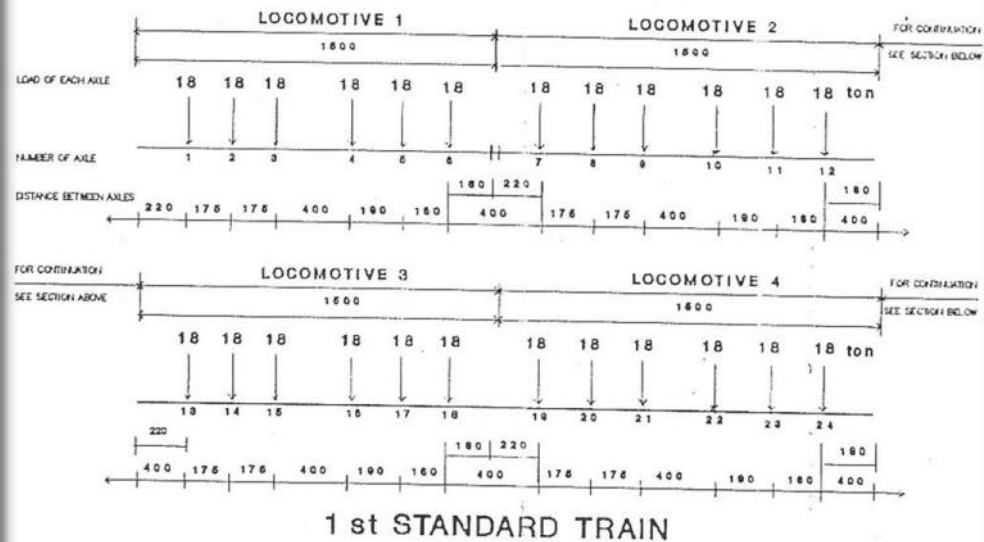 LOCOMOTIVE 1 LOCOMOTIVE 2 FOR CONTINUATION
1500 1500 SEE SECTION BELOW
LOAD OF EACH AXLE 18 18 18 18 18 18 18 18 18 18 18 18 ton
NUMBER OF AXLE 1 2 3 4 5 6 7 8 9 10 11 12
DISTANCE BETWEEN AXLES 180 220 180
220 175 175 400 190 160 400 175 175 400 190 160 400
FOR CONTINUATION LOCOMOTIVE 3 LOCOMOTIVE 4 FOR CONTINUATION
SEE SECTION ABOVE 1500 1500 SEE SECTION BELOW
18 18 18 18 18 18 18 18 18 18 18 18 ton
13 14 15 16 17 18 19 20 21 22 23 24
220 180 220 180
400 175 175 400 190 160 400 175 175 400 190 160 400
1 st STANDARD TRAIN